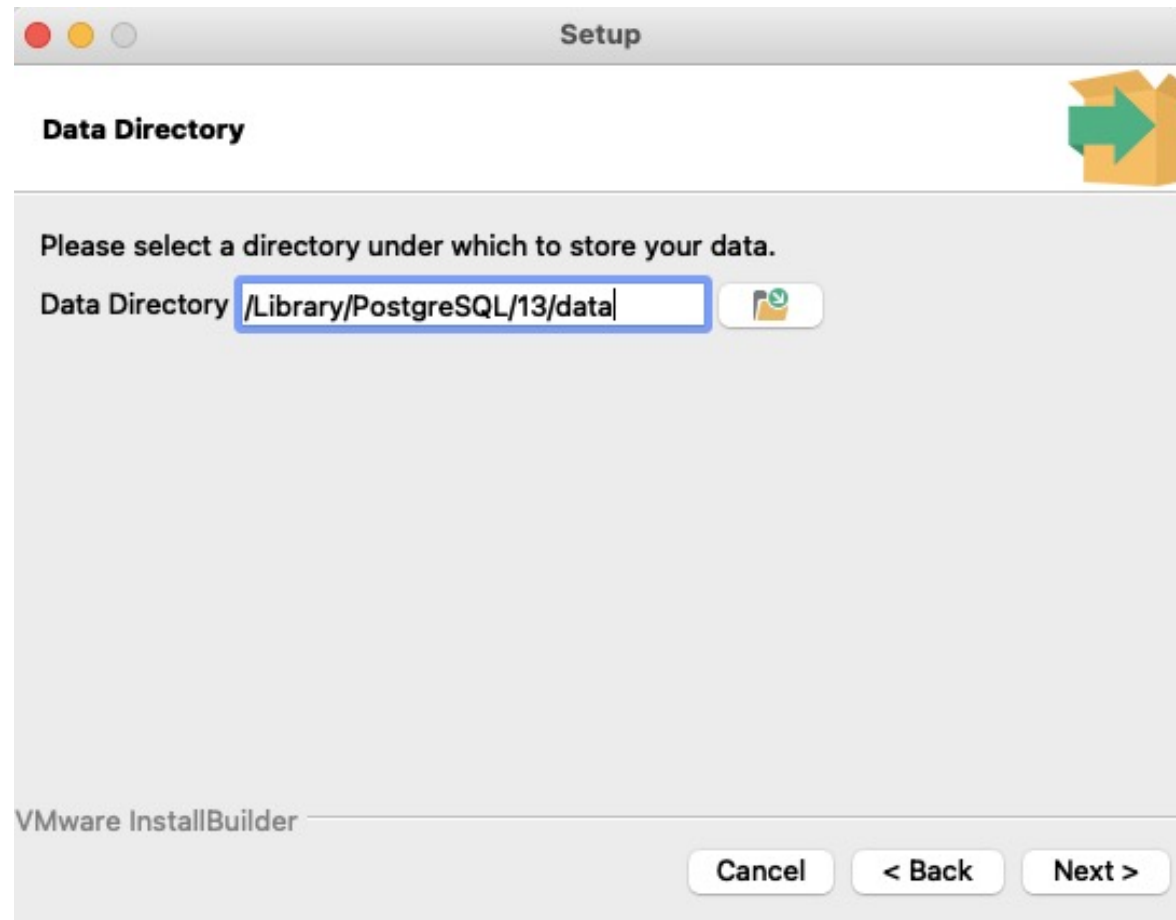 Setup
Data Directory
Please select a directory under which to store your data.
Data Directory /Library/PostgreSQL/13/data
VMware InstallBuilder
Cancel < Back Next >